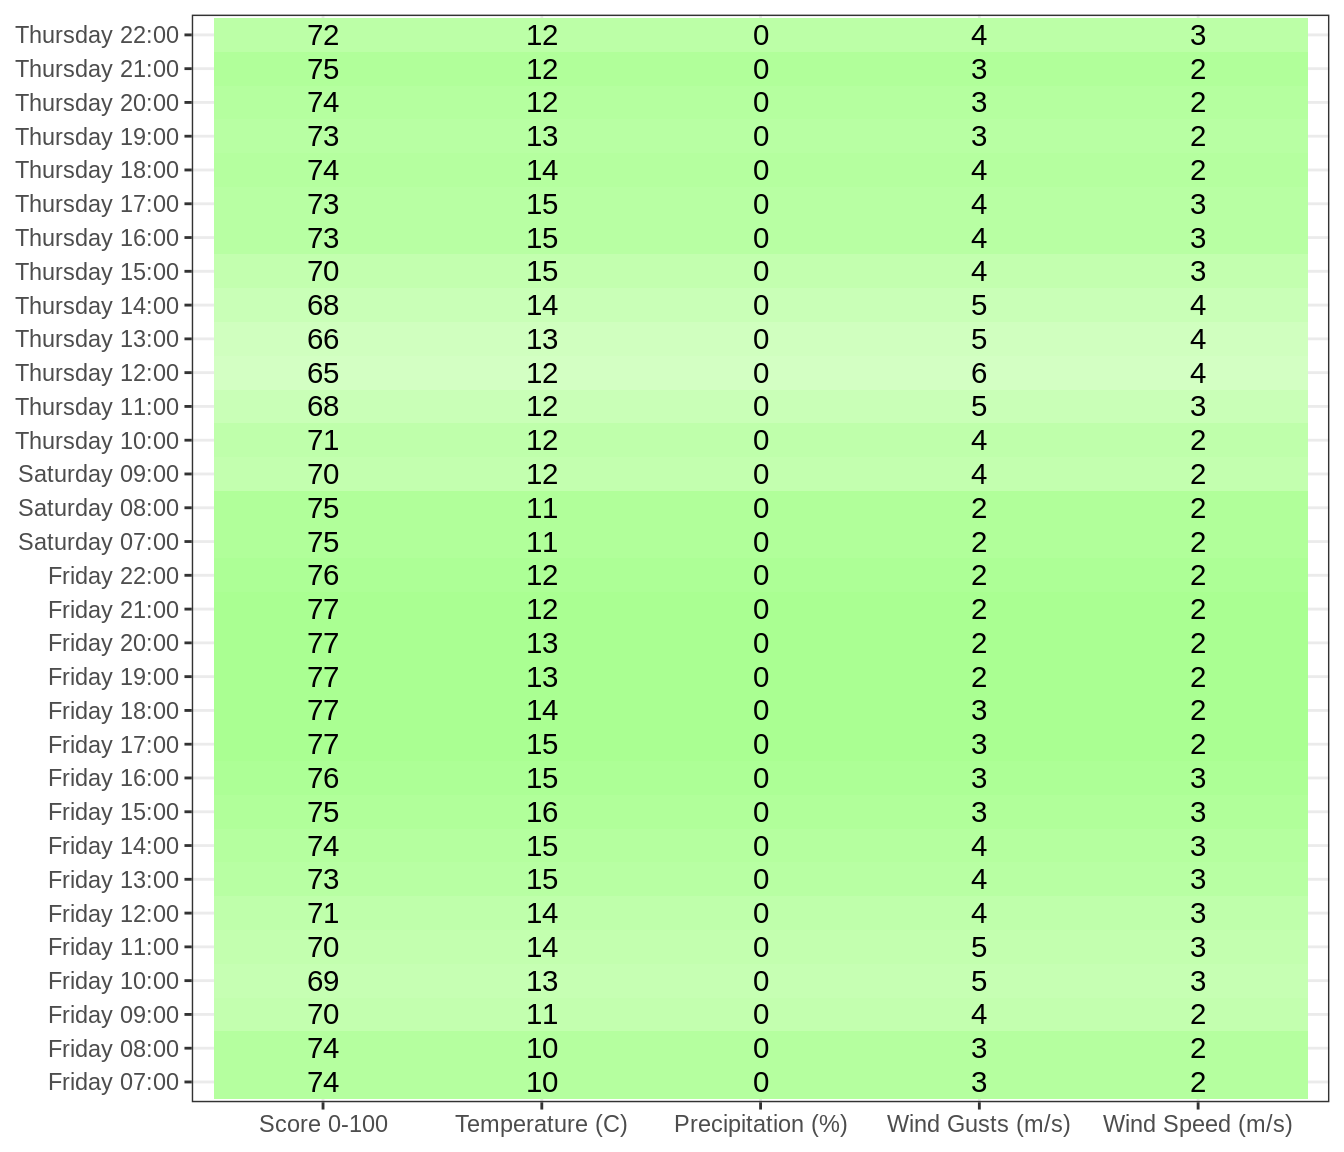 Thursday 22:00 72 12 0 4 3
Thursday 21:00 75 12 0 3 2
Thursday 20:00 74 12 0 3 2
Thursday 19:00 73 13 0 3 2
Thursday 18:00 74 14 0 4 2
Thursday 17:00 73 15 0 4 3
Thursday 16:00 73 15 0 4 3
Thursday 15:00 70 15 0 4 3
Thursday 14:00 68 14 0 5 4
Thursday 13:00 66 13 0 5 4
Thursday 12:00 65 12 0 6 4
Thursday 11:00 68 12 0 5 3
Thursday 10:00 71 12 0 4 2
Saturday 09:00 70 12 0 4 2
Saturday 08:00 75 11 0 2 2
Saturday 07:00 75 11 0 2 2
Friday 22:00 76 12 0 2 2
Friday 21:00 77 12 0 2 2
Friday 20:00 77 13 0 2 2
Friday 19:00 77 13 0 2 2
Friday 18:00 77 14 0 3 2
Friday 17:00 77 15 0 3 2
Friday 16:00 76 15 0 3 3
Friday 15:00 75 16 0 3 3
Friday 14:00 74 15 0 4 3
Friday 13:00 73 15 0 4 3
Friday 12:00 71 14 0 4 3
Friday 11:00 70 14 0 5 3
Friday 10:00 69 13 0 5 3
Friday 09:00 70 11 0 4 2
Friday 08:00 74 10 0 3 2
Friday 07:00 74 10 0 3 2
Score 0-100 Temperature (C) Precipitation (%) Wind Gusts (m/s) Wind Speed (m/s)